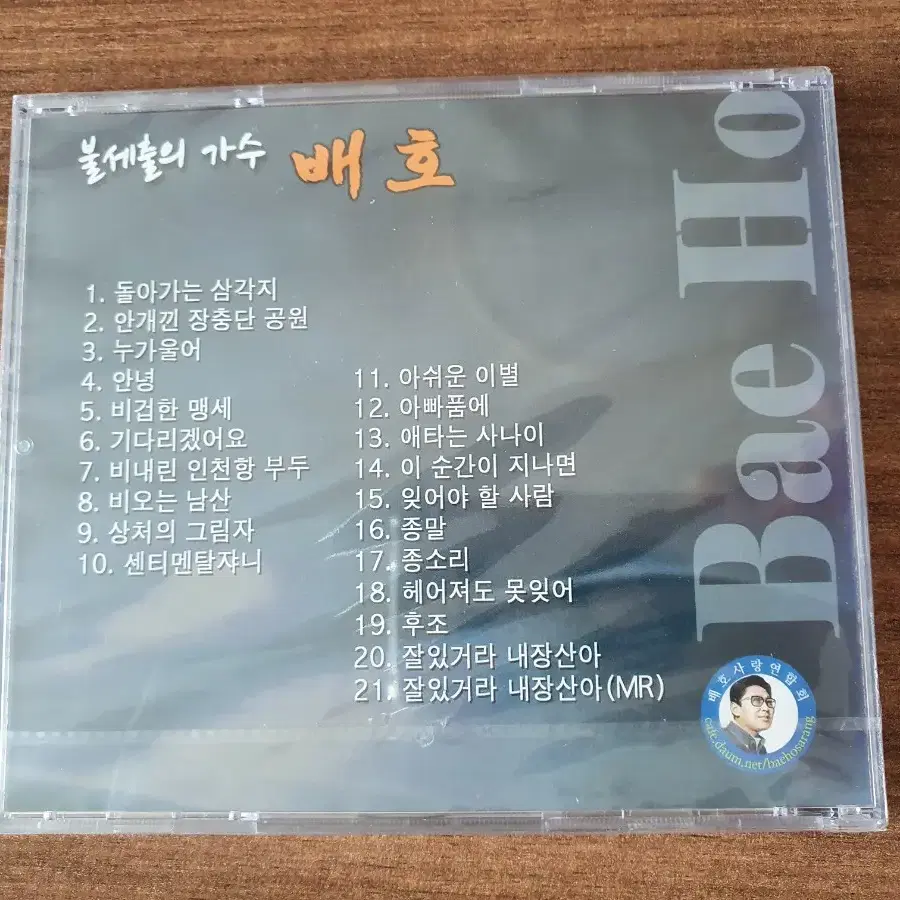 불세출의 가수 배호
1. 돌아가는 삼각지
2. 안개낀 장충단 공원
3. 누가울어
4. 안녕
5. 비겁한 맹세
6. 기다리겠어요
7. 비내린 인천항 부두
8. 비오는 남산
9. 상처의 그림자
10. 센티멘탈쟈니
11. 아쉬운 이별
12. 아빠품에
13. 애타는 사나이
14. 이 순간이 지나면
15. 잊어야 할 사람
16. 종말
17. 종소리
18. 헤어져도 못잊어
19. 후조
20. 잘있거라 내장산아
21. 잘있거라 내장산아(MR)
Bae Ho
배호사랑연합회
cafe.daum.net/baehosarang